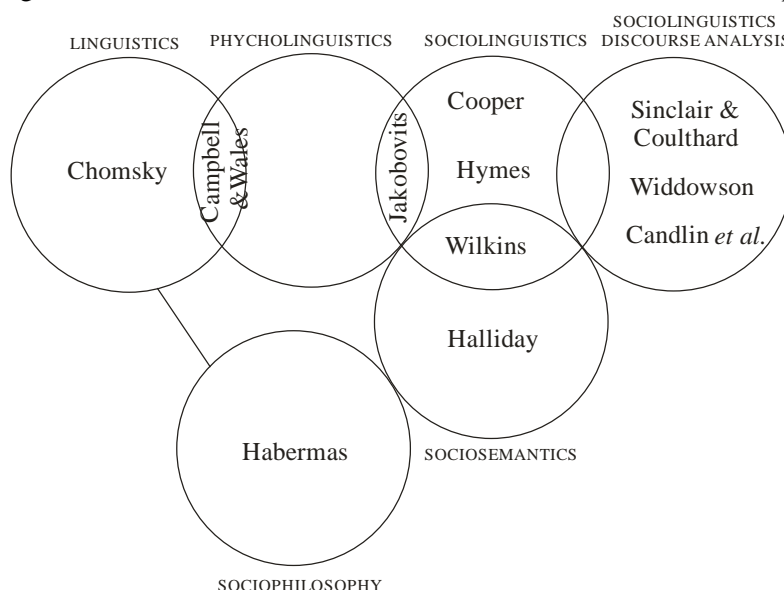 SOCIOLINGUISTICS
LINGUISTICS
PHYCHOLINGUISTICS
SOCIOLINGUISTICS
DISCOURSE ANALYSIS
Chomsky
Campbell
&Wales
Jakobovits
Cooper
Hymes
Wilkins
Sinclair &
Coulthard
Widdowson
Candlin et al.
Halliday
Habermas
SOCIOSEMANTICS
SOCIOPHILOSOPHY